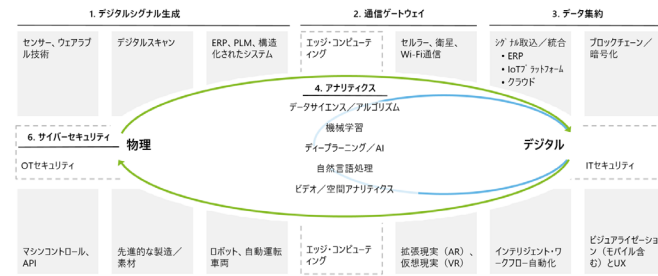 1. デジタルシグナル生成
2. 通信ゲートウェイ
3. データ集約
センサー、ウェアラブ
ル技術
デジタルスキャン
ERP、PLM、構造
化されたシステム
エッジ・コンピューテ
ィング
セルラー、衛星、
Wi-Fi通信
シグナル取込／統合
• ERP
• IoTプラットフォーム
• クラウド
ブロックチェーン／
暗号化
4. アナリティクス
データサイエンス／アルゴリズム
機械学習
ディープラーニング／AI
自然言語処理
ビデオ／空間アナリティクス
6. サイバーセキュリティ
OTセキュリティ
物理
デジタル
ITセキュリティ
マシンコントロール、
API
先進的な製造／
素材
ロボット、自動運転
車両
エッジ・コンピューテ
ィング
拡張現実（AR）、
仮想現実（VR）
インテリジェント・ワ
ークフロー自動化
ビジュアライゼーショ
ン（モバイル含
む）とUX